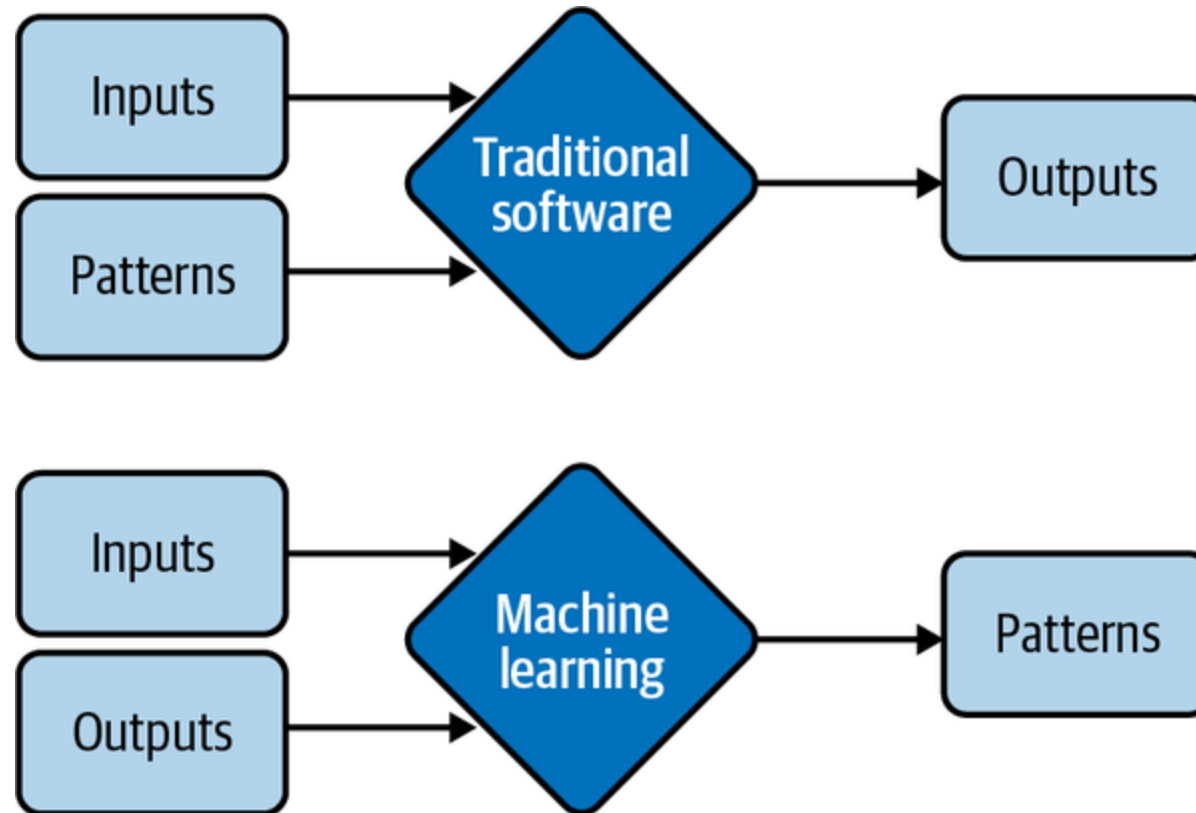 Inputs
Patterns
Traditional
software
Outputs
Inputs
Outputs
Machine
learning
Patterns